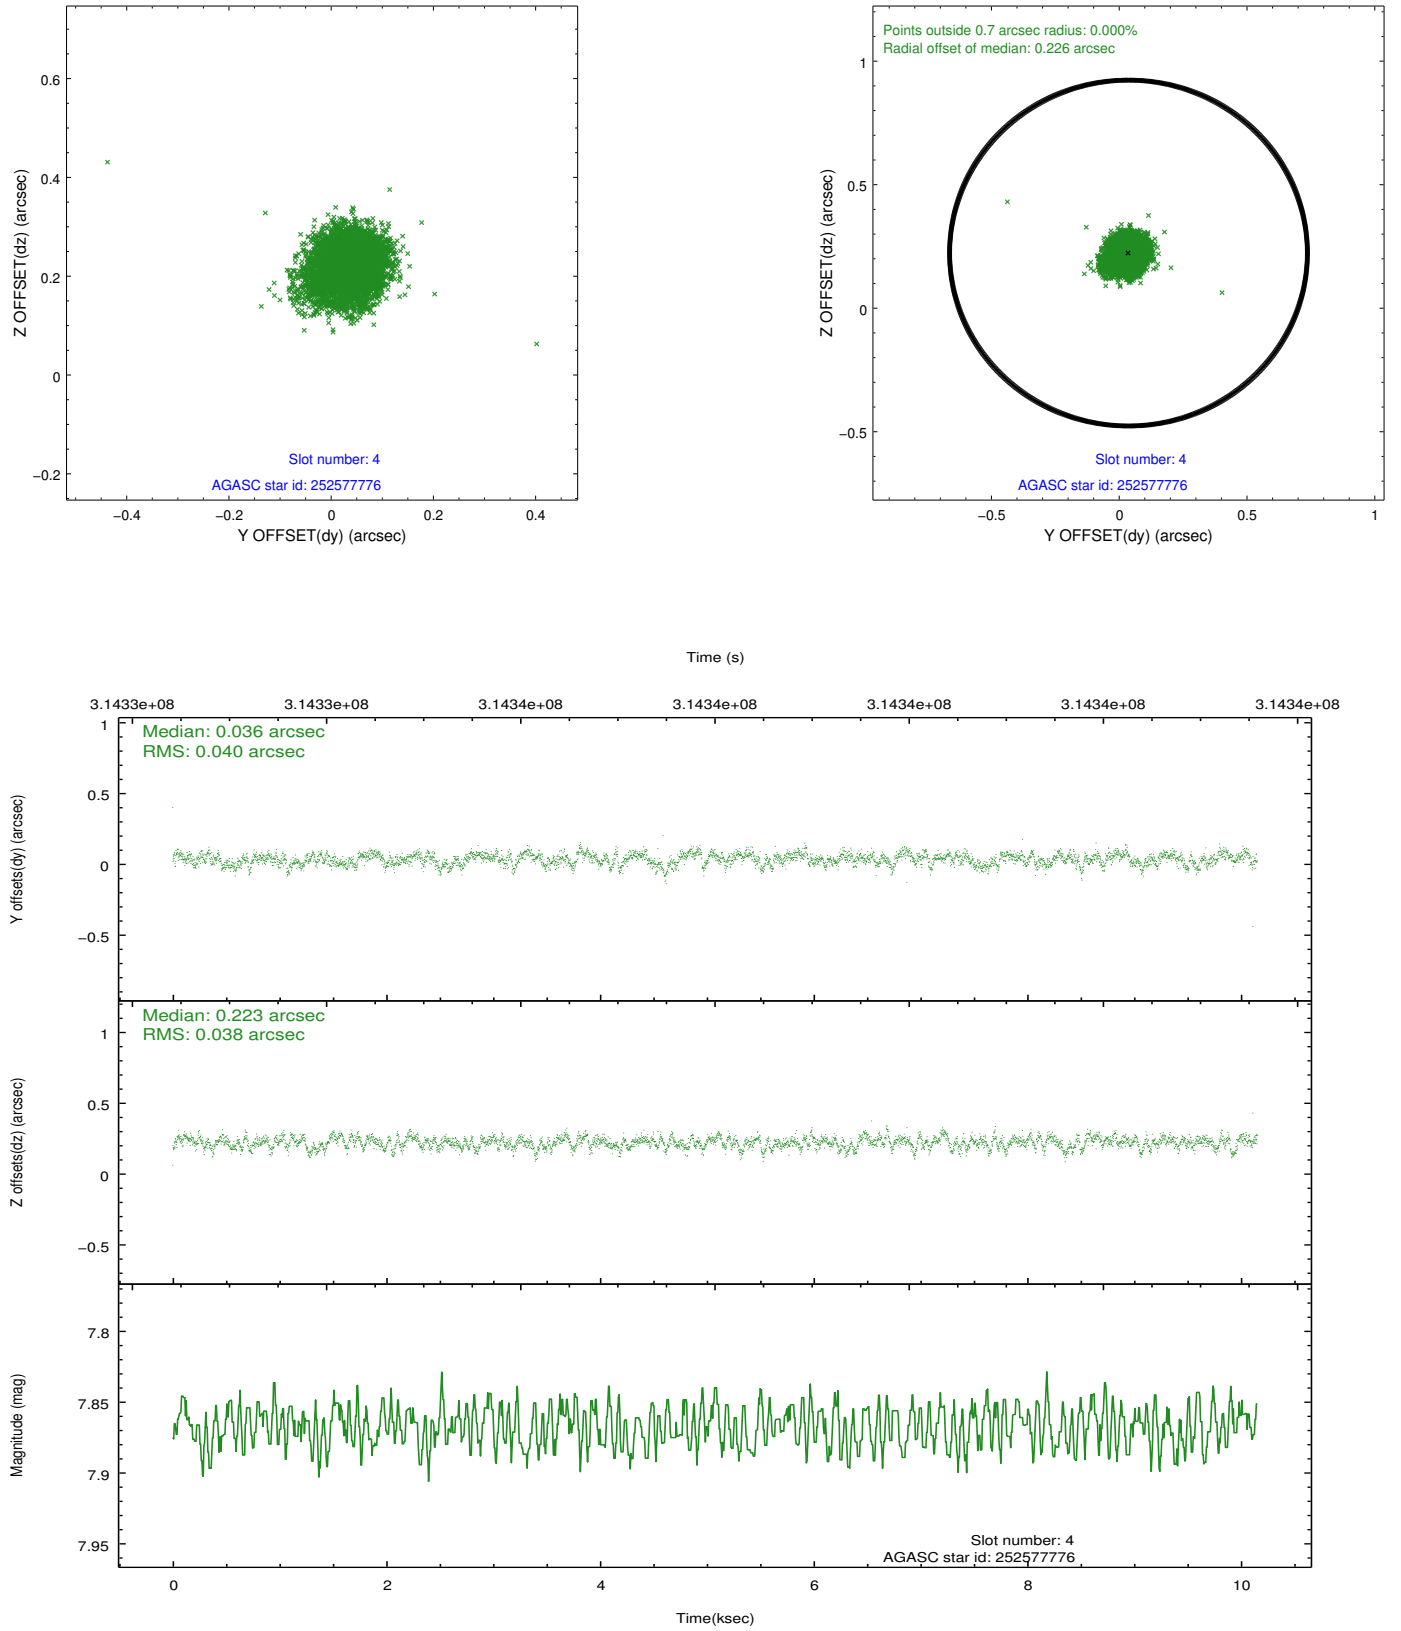 0.6
0.4
0.2
0
−0.2
Z OFFSET(dz) (arcsec)
Slot number: 4
AGASC star id: 252577776
−0.4 −0.2 0 0.2 0.4
Y OFFSET(dy) (arcsec)
Points outside 0.7 arcsec radius: 0.000%
Radial offset of median: 0.226 arcsec
1
0.5
0
−0.5
Z OFFSET(dz) (arcsec)
Slot number: 4
AGASC star id: 252577776
−0.5 0 0.5 1
Y OFFSET(dy) (arcsec)
Time (s)
3.1433e+08 3.1433e+08 3.1434e+08 3.1434e+08 3.1434e+08 3.1434e+08 3.1434e+08
Median: 0.036 arcsec
RMS: 0.040 arcsec
1
0.5
0
−0.5
Y offsets(dy) (arcsec)
Median: 0.223 arcsec
RMS: 0.038 arcsec
1
0.5
0
−0.5
Z offsets(dz) (arcsec)
7.8
7.85
7.9
7.95
Magnitude (mag)
Slot number: 4
AGASC star id: 252577776
0 2 4 6 8 10
Time(ksec)